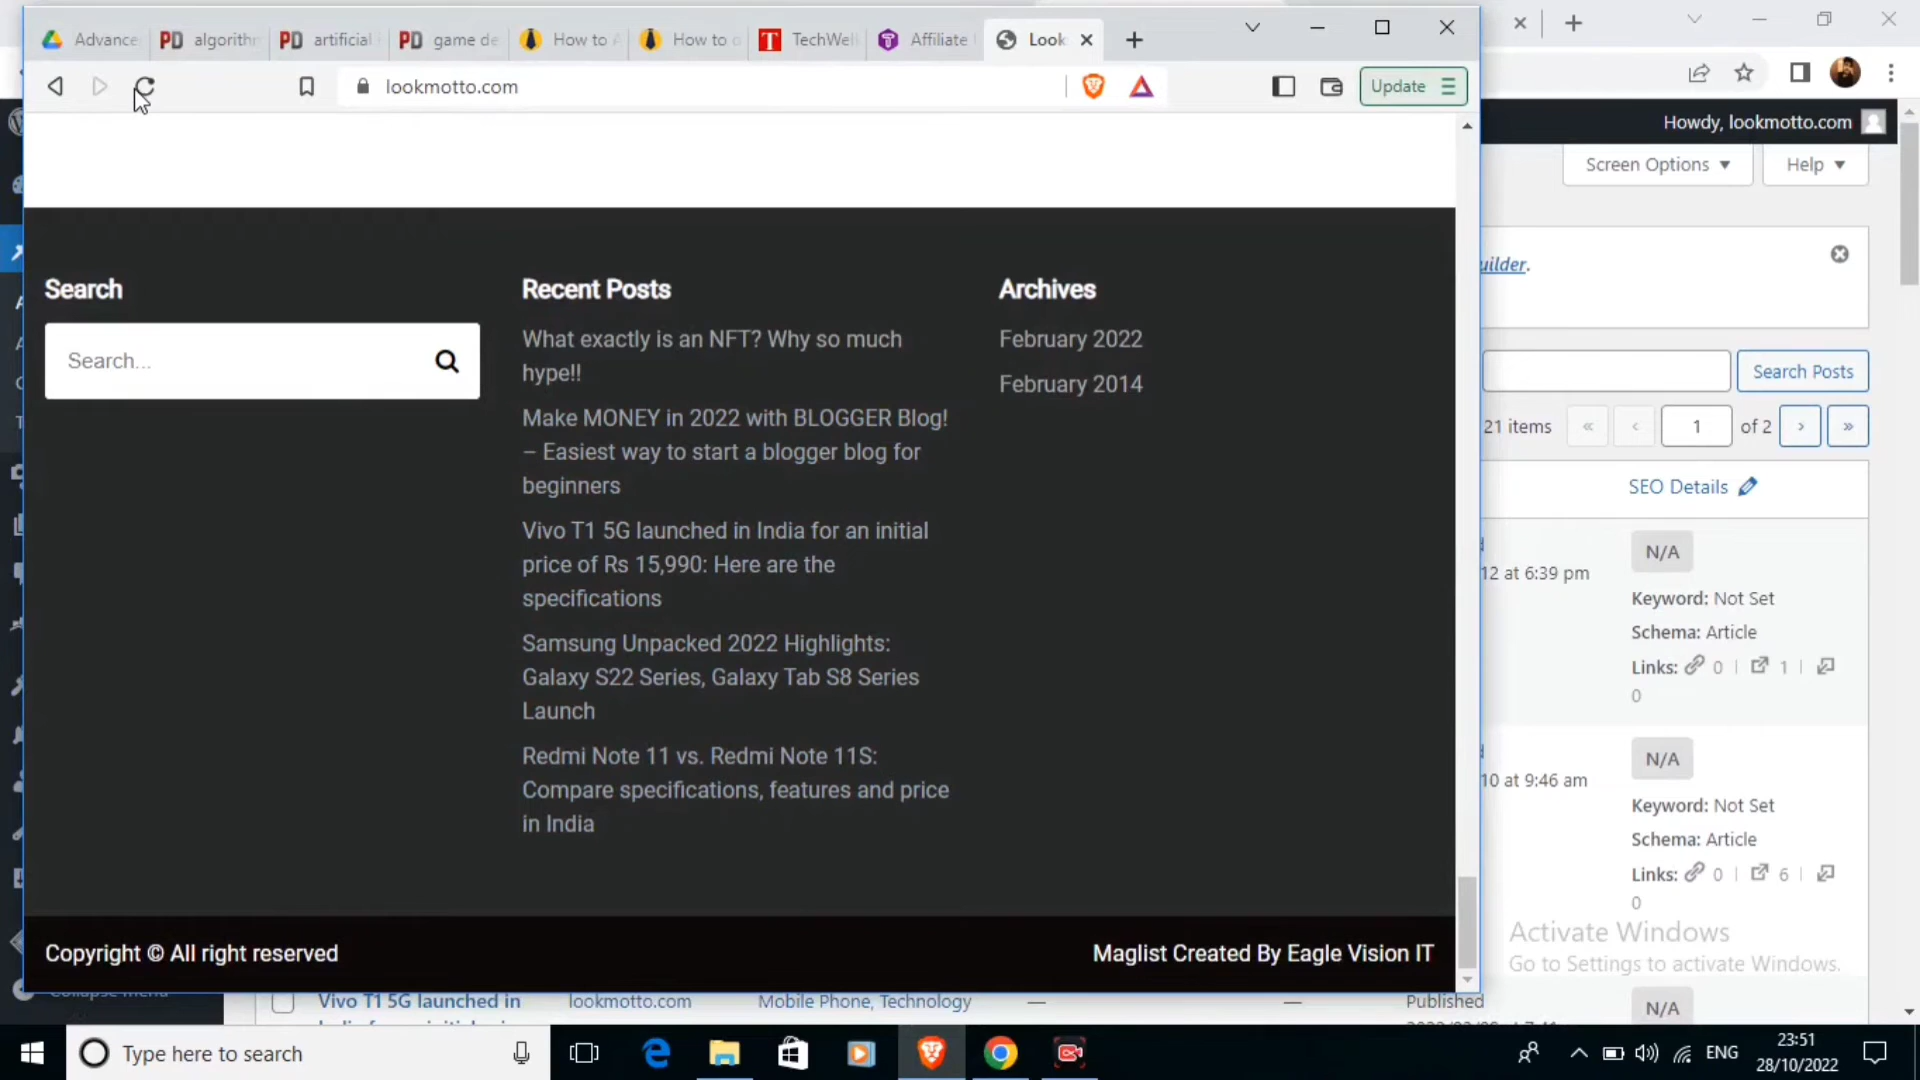 Advance
algorithm
artificial
game de
How to A
How to o
TechWell
Affiliate
Look
lookmotto.com
Update
Search
Search...
Recent Posts
What exactly is an NFT? Why so much
hype!!
Make MONEY in 2022 with BLOGGER Blog!
– Easiest way to start a blogger blog for
beginners
Vivo T1 5G launched in India for an initial
price of Rs 15,990: Here are the
specifications
Samsung Unpacked 2022 Highlights:
Galaxy S22 Series, Galaxy Tab S8 Series
Launch
Redmi Note 11 vs. Redmi Note 11S:
Compare specifications, features and price
in India
Archives
February 2022
February 2014
Copyright © All right reserved
Maglist Created By Eagle Vision IT
Howdy, lookmotto.com
Screen Options
Help
uilder.
Search Posts
21 items « ‹ 1 of 2 › »
SEO Details
N/A
12 at 6:39 pm
Keyword: Not Set
Schema: Article
Links: 0 | 1 |
0
N/A
10 at 9:46 am
Keyword: Not Set
Schema: Article
Links: 0 | 6 |
0
Activate Windows
Go to Settings to activate Windows.
N/A
Collapse menu
Vivo T1 5G launched in
lookmotto.com
Mobile Phone, Technology
—
—
Published
Type here to search
ENG
23:51
28/10/2022